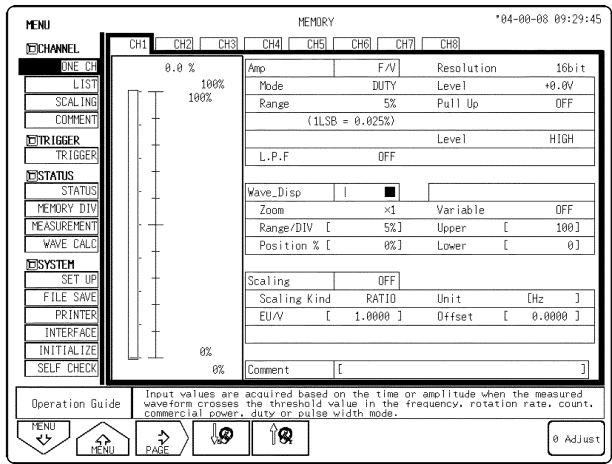 MENU MEMORY '04-00-08 09:29:45
CHANNEL
ONE CH
LIST
SCALING
COMMENT
TRIGGER
TRIGGER
STATUS
STATUS
MEMORY DIV
MEASUREMENT
WAVE CALC
SYSTEM
SET UP
FILE SAVE
PRINTER
INTERFACE
INITIALIZE
SELF CHECK
CH1 CH2 CH3 CH4 CH5 CH6 CH7 CH8
0.0 %
100%
100%
0%
0%
Amp F/V Resolution 16bit
Mode DUTY Level +0.0V
Range 5% Pull Up OFF
(1LSB = 0.025%)
Level HIGH
L.P.F OFF
Wave_Disp
Zoom ×1 Variable OFF
Range/DIV [ 5%] Upper [ 100]
Position % [ 0%] Lower [ 0]
Scaling OFF
Scaling Kind RATIO Unit [Hz ]
EU/V [ 1.0000 ] Offset [ 0.0000 ]
Comment [ ]
Operation Guide
Input values are acquired based on the time or amplitude when the measured
waveform crosses the threshold value in the frequency. rotation rate. count.
commercial power. duty or pulse width mode.
MENU
MENU
PAGE
0 Adjust